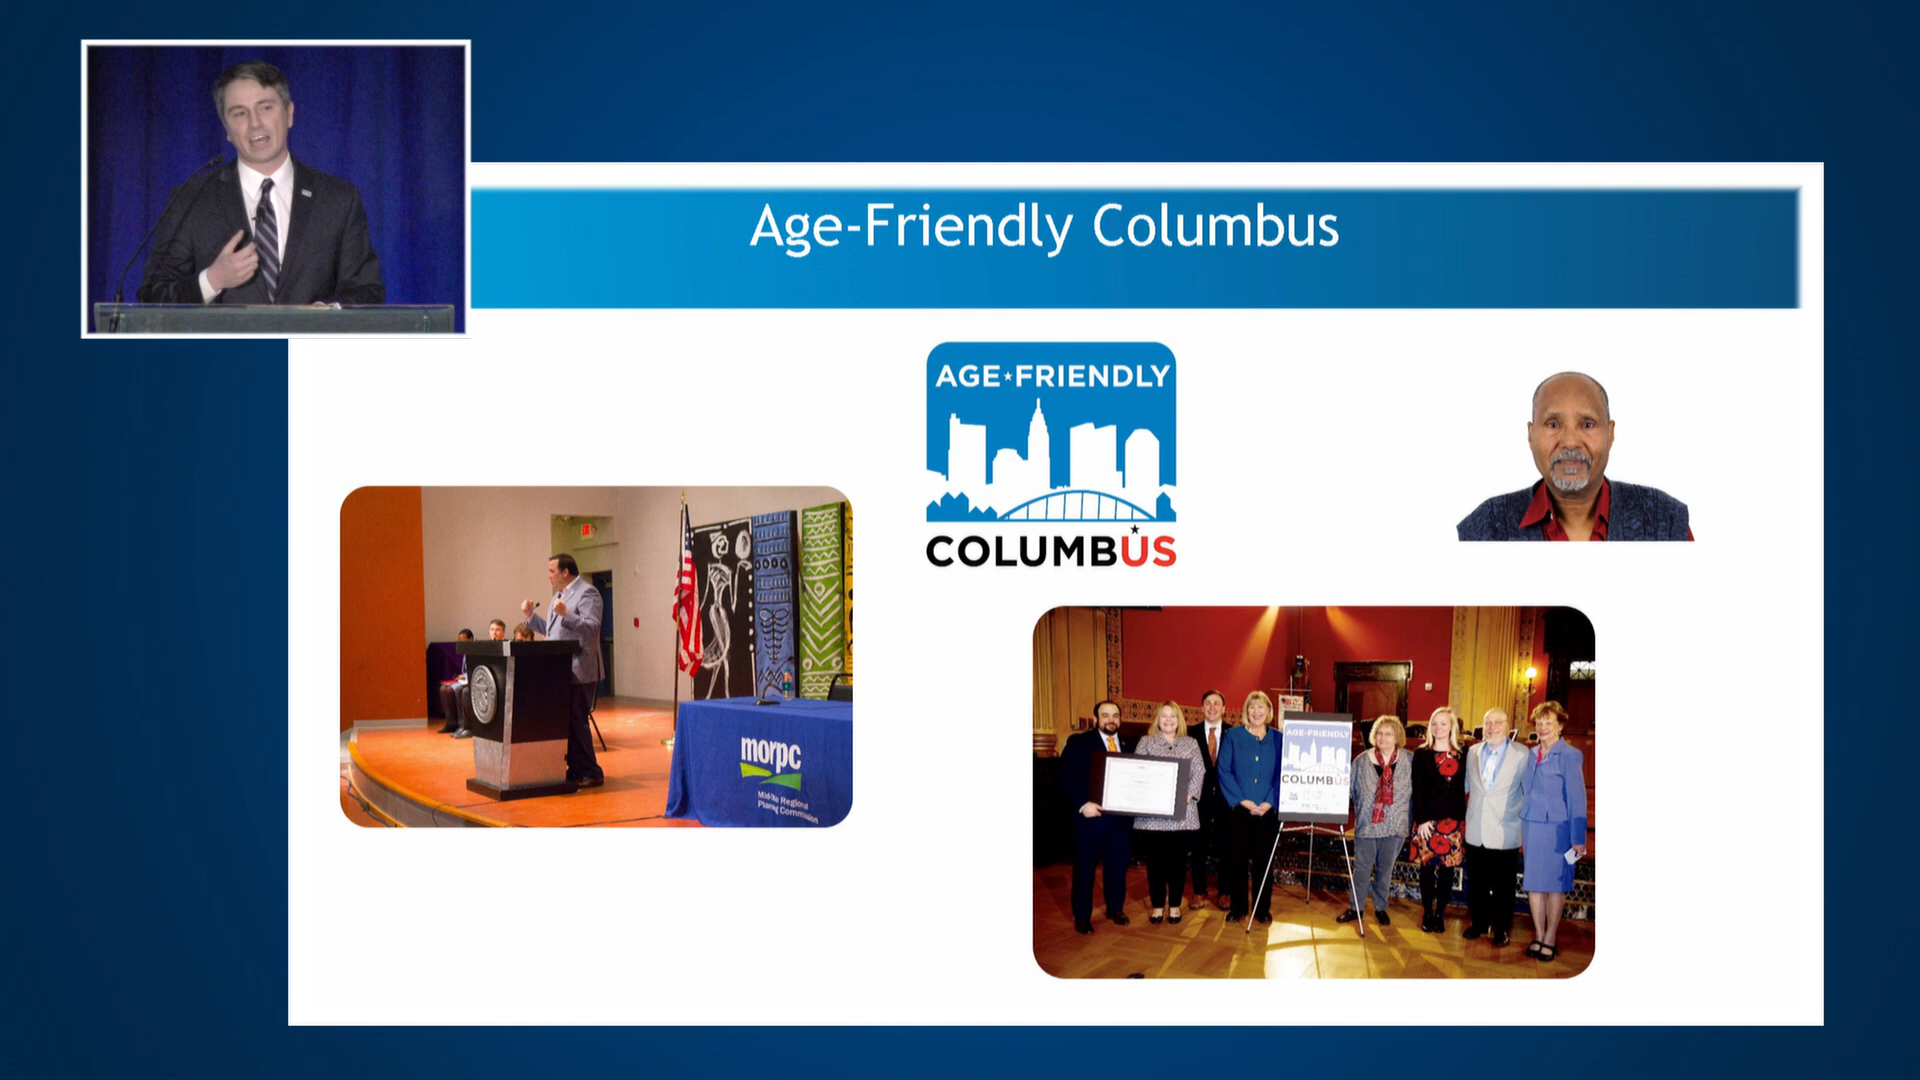 Age-Friendly Columbus
AGE★FRIENDLY
COLUMBUS
morpc
Mid-Ohio Regional
Planning Commission
AGE-FRIENDLY
COLUMBUS